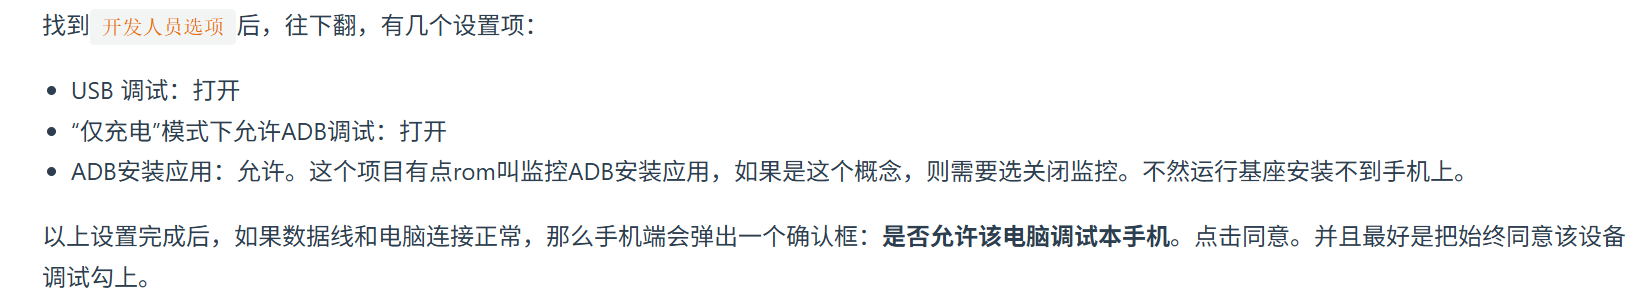 找到 开发人员选项 后，往下翻，有几个设置项：
• USB 调试：打开
• “仅充电”模式下允许ADB调试：打开
• ADB安装应用：允许。这个项目有点rom叫监控ADB安装应用，如果是这个概念，则需要选关闭监控。不然运行基座安装不到手机上。
以上设置完成后，如果数据线和电脑连接正常，那么手机端会弹出一个确认框：是否允许该电脑调试本手机。点击同意。并且最好是把始终同意该设备
调试勾上。